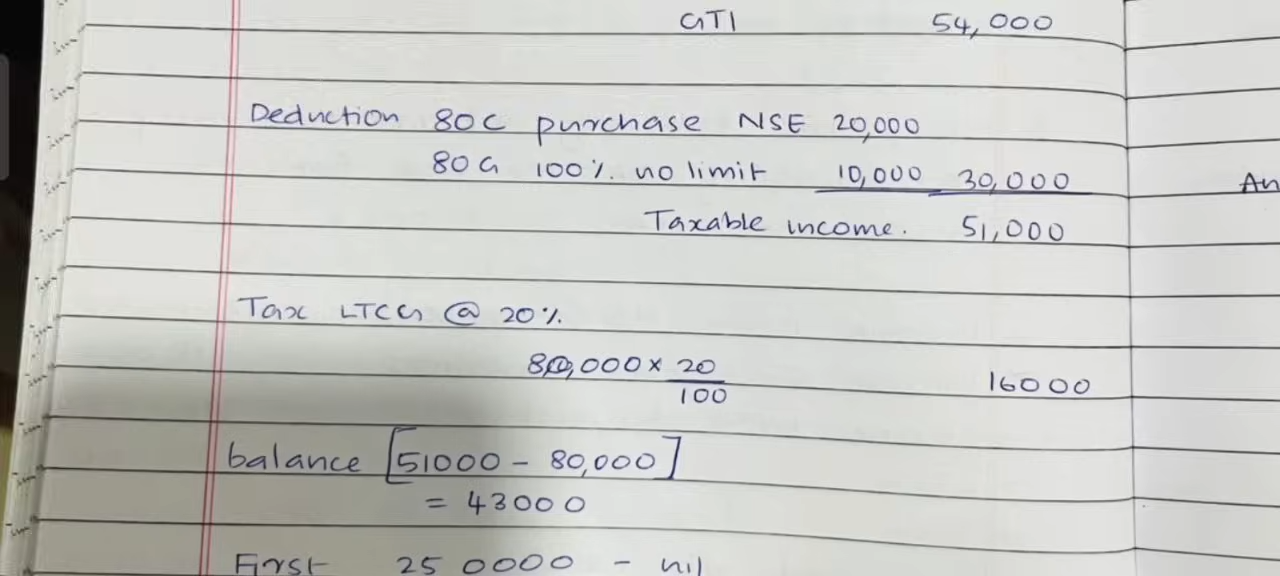 GTI 54,000
Deduction 80C purchase NSE 20,000
80G 100% no limit 10,000 30,000
An
Taxable income. 51,000
Tax LTCG @ 20%
80,000 × 20/100 16000
balance [51000 - 80,000]
= 43000
First 25 0000 - nil